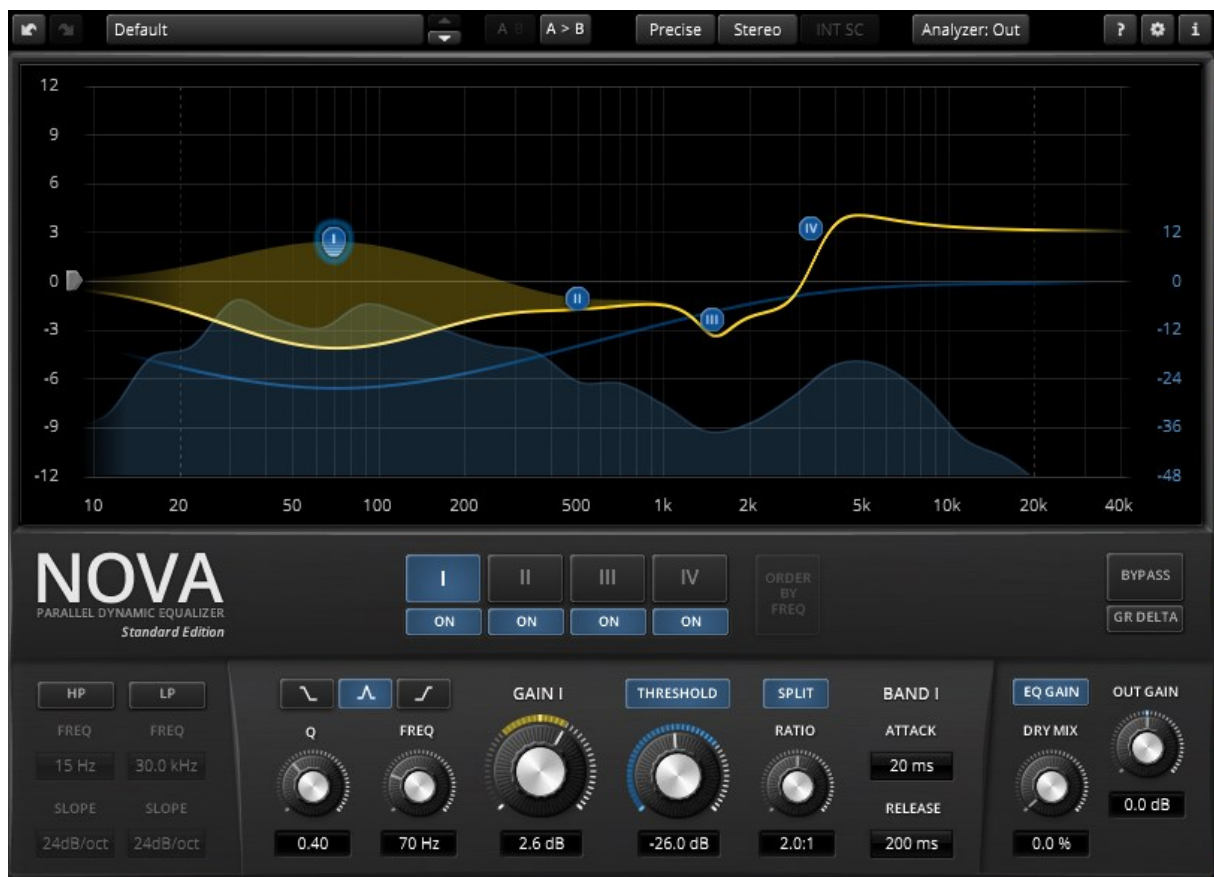 Default A B A > B Precise Stereo INT SC Analyzer: Out ? i
12
9
6
3 12
0 0
-3 -12
-6 -24
-9 -36
-12 -48
I
II
III
IV
10 20 50 100 200 500 1k 2k 5k 10k 20k 40k
NOVA
PARALLEL DYNAMIC EQUALIZER
Standard Edition
I II III IV
ON ON ON ON
ORDER
BY
FREQ
BYPASS
GR DELTA
HP LP
FREQ FREQ
15 Hz 30.0 kHz
SLOPE SLOPE
24dB/oct 24dB/oct
GAIN I THRESHOLD SPLIT BAND I
Q FREQ RATIO ATTACK
20 ms
RELEASE
0.40 70 Hz 2.6 dB -26.0 dB 2.0:1 200 ms
EQ GAIN OUT GAIN
DRY MIX
0.0 dB
0.0 %